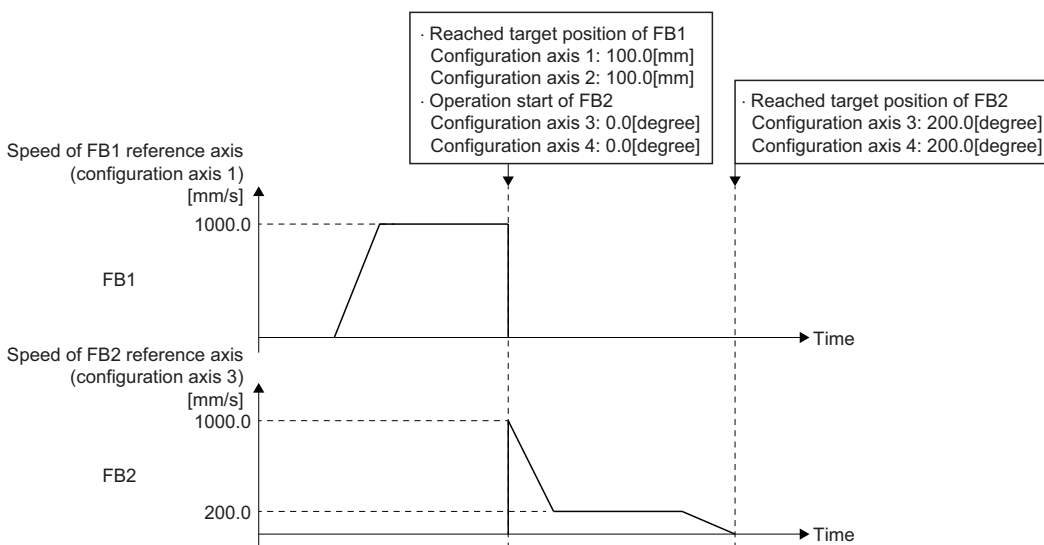 · Reached target position of FB1
Configuration axis 1: 100.0[mm]
Configuration axis 2: 100.0[mm]
· Operation start of FB2
Configuration axis 3: 0.0[degree]
Configuration axis 4: 0.0[degree]
· Reached target position of FB2
Configuration axis 3: 200.0[degree]
Configuration axis 4: 200.0[degree]
Speed of FB1 reference axis
(configuration axis 1)
[mm/s]
1000.0
FB1
Time
Speed of FB2 reference axis
(configuration axis 3)
[mm/s]
1000.0
FB2
200.0
Time